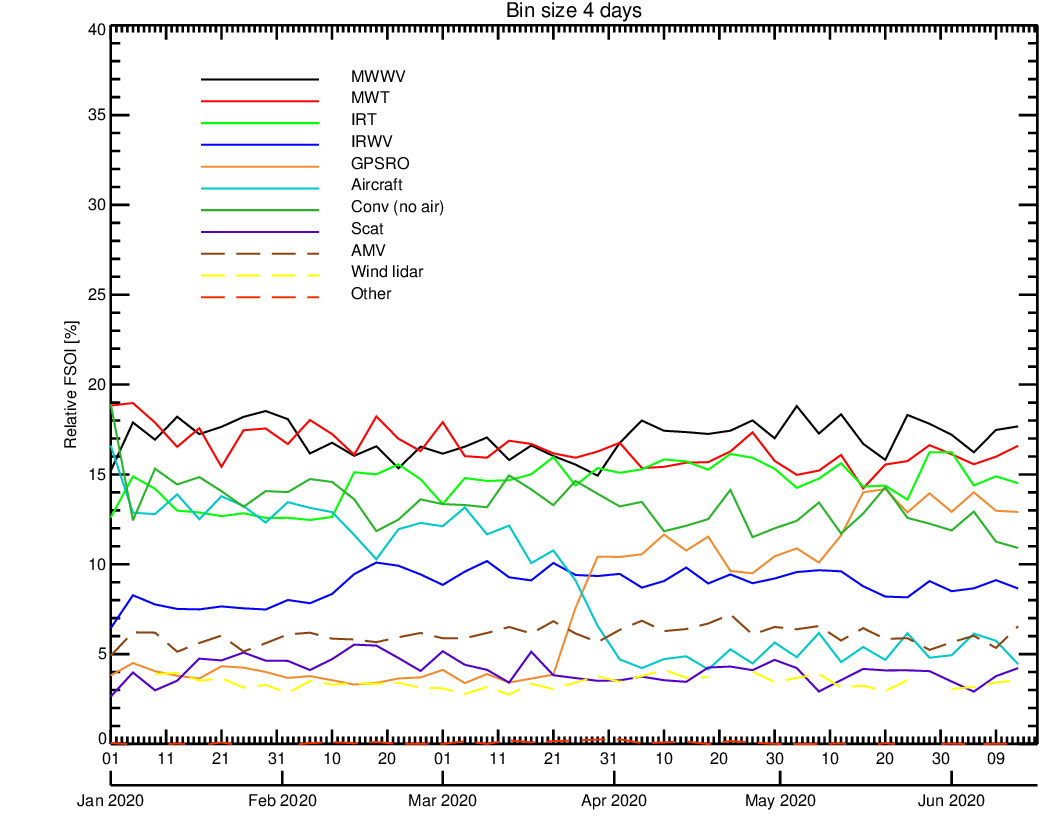 Bin size 4 days
40
35
30
25
20
15
10
5
0
Relative FSOI [%]
MWWV
MWT
IRT
IRWV
GPSRO
Aircraft
Conv (no air)
Scat
AMV
Wind lidar
Other
01 11 21 31 10 20 01 11 21 31 10 20 30 10 20 30 09
Jan 2020 Feb 2020 Mar 2020 Apr 2020 May 2020 Jun 2020